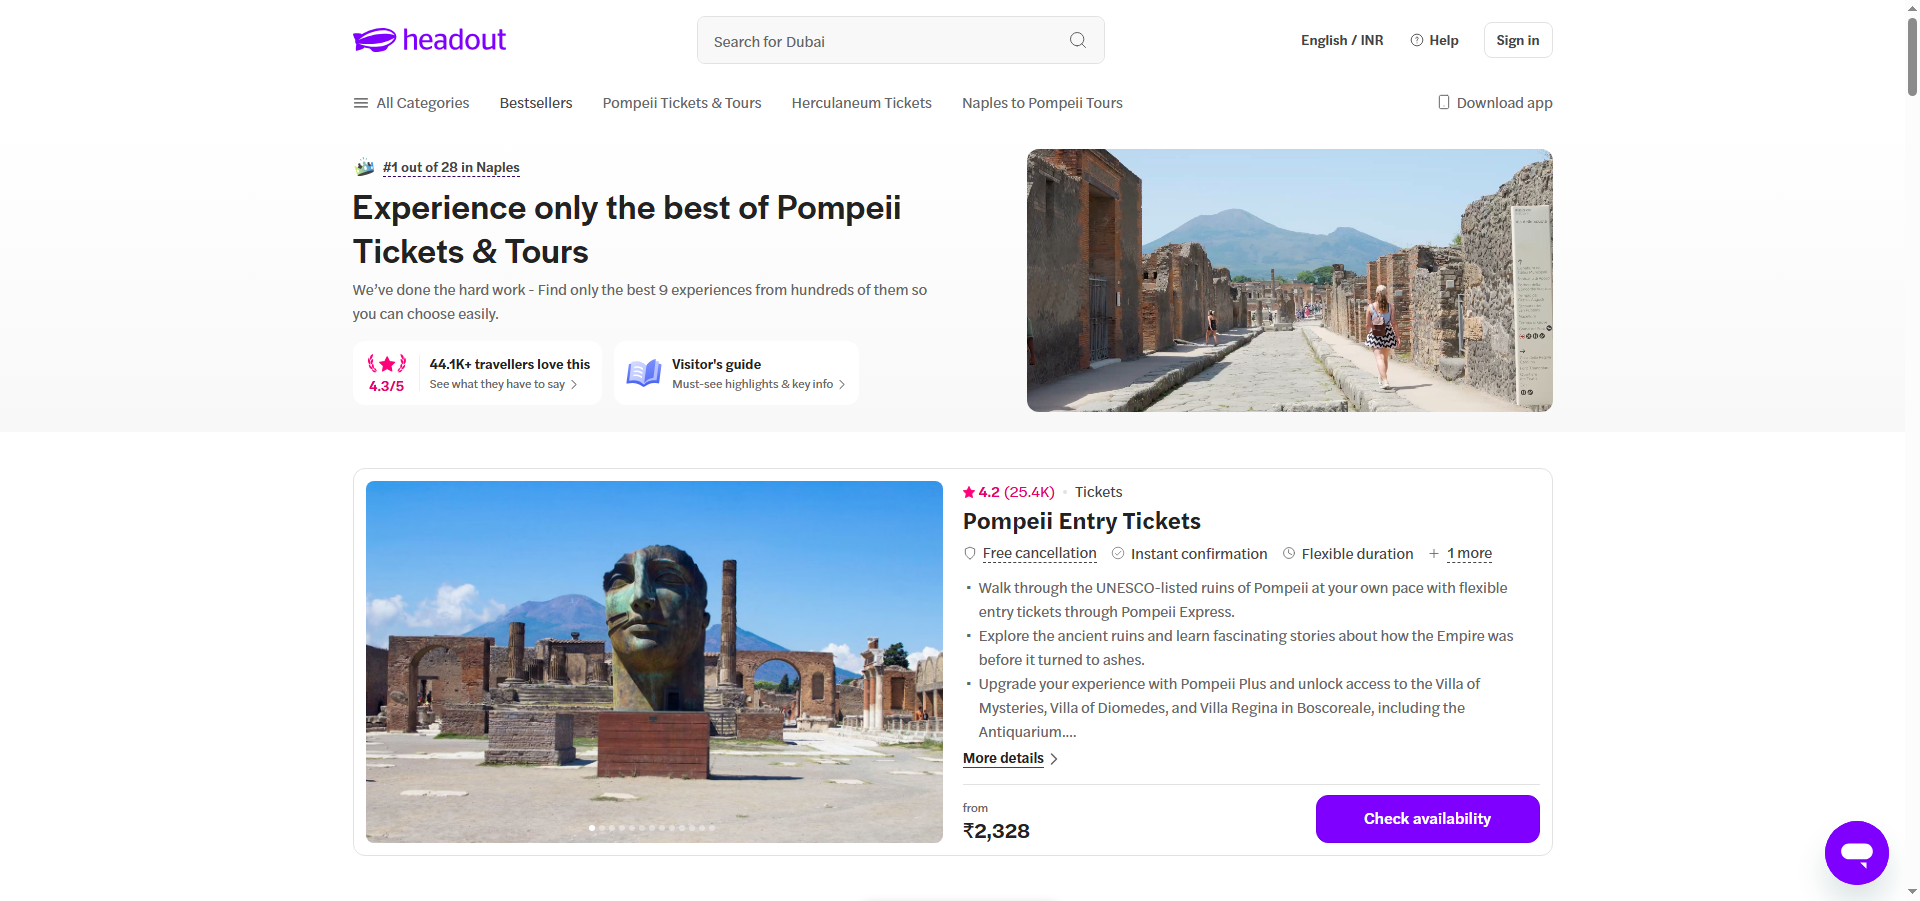 headout
Search for Dubai
English / INR
Help
Sign in
All Categories
Bestsellers
Pompeii Tickets & Tours
Herculaneum Tickets
Naples to Pompeii Tours
Download app
#1 out of 28 in Naples
Experience only the best of Pompeii
Tickets & Tours
We've done the hard work - Find only the best 9 experiences from hundreds of them so
you can choose easily.
4.3/5
44.1K+ travellers love this
See what they have to say
Visitor's guide
Must-see highlights & key info
4.2 (25.4K) • Tickets
Pompeii Entry Tickets
Free cancellation
Instant confirmation
Flexible duration
+ 1 more
• Walk through the UNESCO-listed ruins of Pompeii at your own pace with flexible
entry tickets through Pompeii Express.
• Explore the ancient ruins and learn fascinating stories about how the Empire was
before it turned to ashes.
• Upgrade your experience with Pompeii Plus and unlock access to the Villa of
Mysteries, Villa of Diomedes, and Villa Regina in Boscoreale, including the
Antiquarium....
More details
from
₹2,328
Check availability